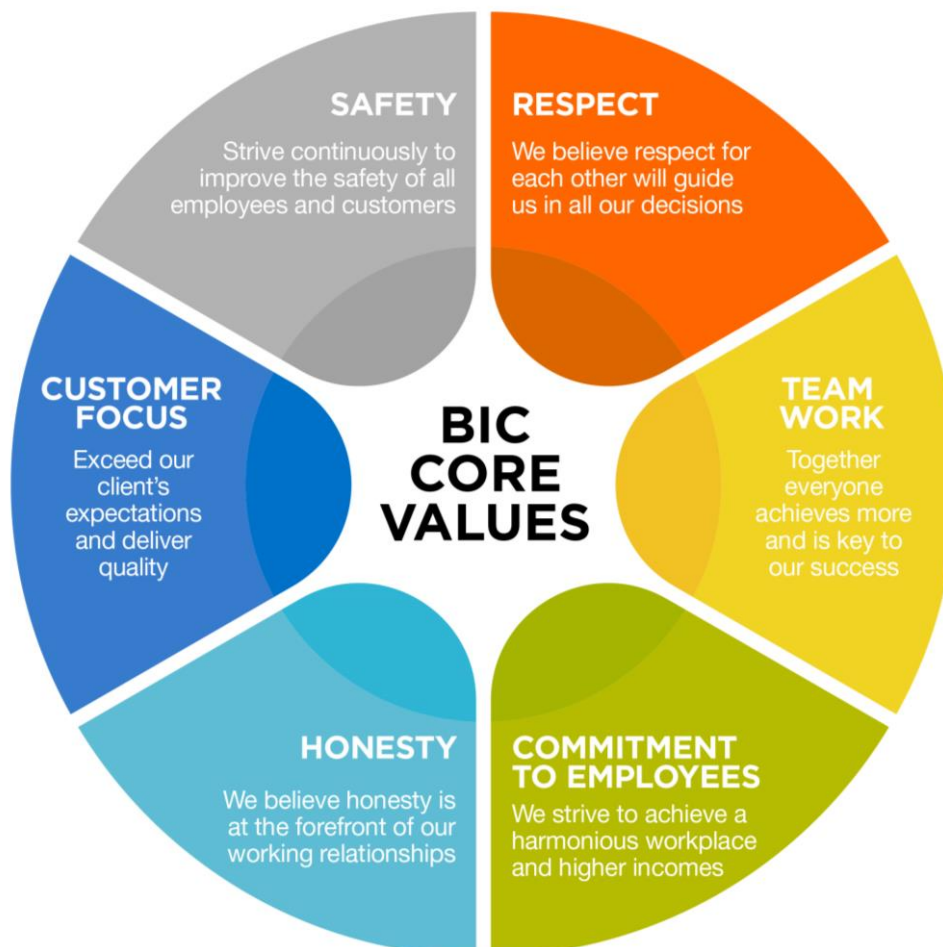 BIC
CORE
VALUES
SAFETY
Strive continuously to
improve the safety of all
employees and customers
RESPECT
We believe respect for
each other will guide
us in all our decisions
TEAM
WORK
Together
everyone
achieves more
and is key to
our success
COMMITMENT
TO EMPLOYEES
We strive to achieve a
harmonious workplace
and higher incomes
HONESTY
We believe honesty is
at the forefront of our
working relationships
CUSTOMER
FOCUS
Exceed our
client's
expectations
and deliver
quality